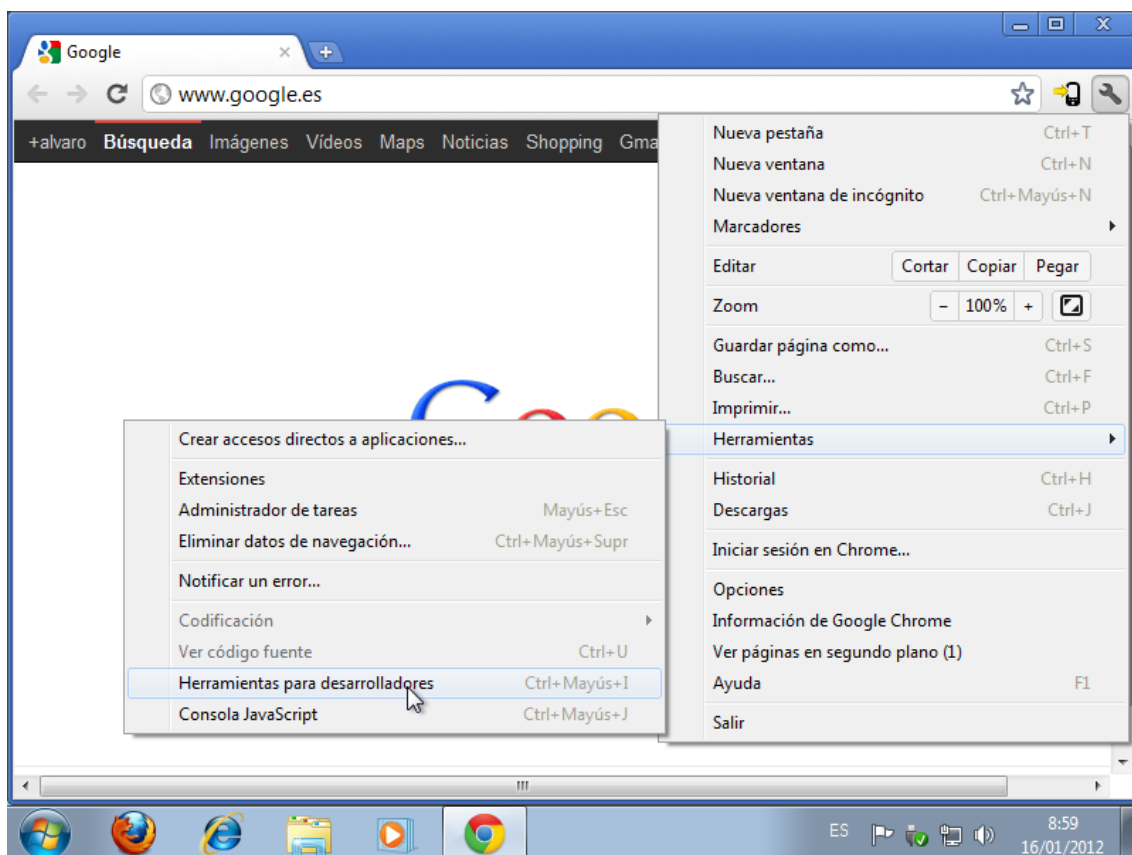 Google
www.google.es
+alvaro Búsqueda Imágenes Vídeos Maps Noticias Shopping Gma
Nueva pestaña Ctrl+T
Nueva ventana Ctrl+N
Nueva ventana de incógnito Ctrl+Mayús+N
Marcadores
Editar Cortar Copiar Pegar
Zoom - 100% +
Guardar página como... Ctrl+S
Buscar... Ctrl+F
Imprimir... Ctrl+P
Herramientas
Historial Ctrl+H
Descargas Ctrl+J
Iniciar sesión en Chrome...
Opciones
Información de Google Chrome
Ver páginas en segundo plano (1)
Ayuda F1
Salir
Crear accesos directos a aplicaciones...
Extensiones
Administrador de tareas Mayús+Esc
Eliminar datos de navegación... Ctrl+Mayús+Supr
Notificar un error...
Codificación
Ver código fuente Ctrl+U
Herramientas para desarrolladores Ctrl+Mayús+I
Consola JavaScript Ctrl+Mayús+J
ES
8:59
16/01/2012